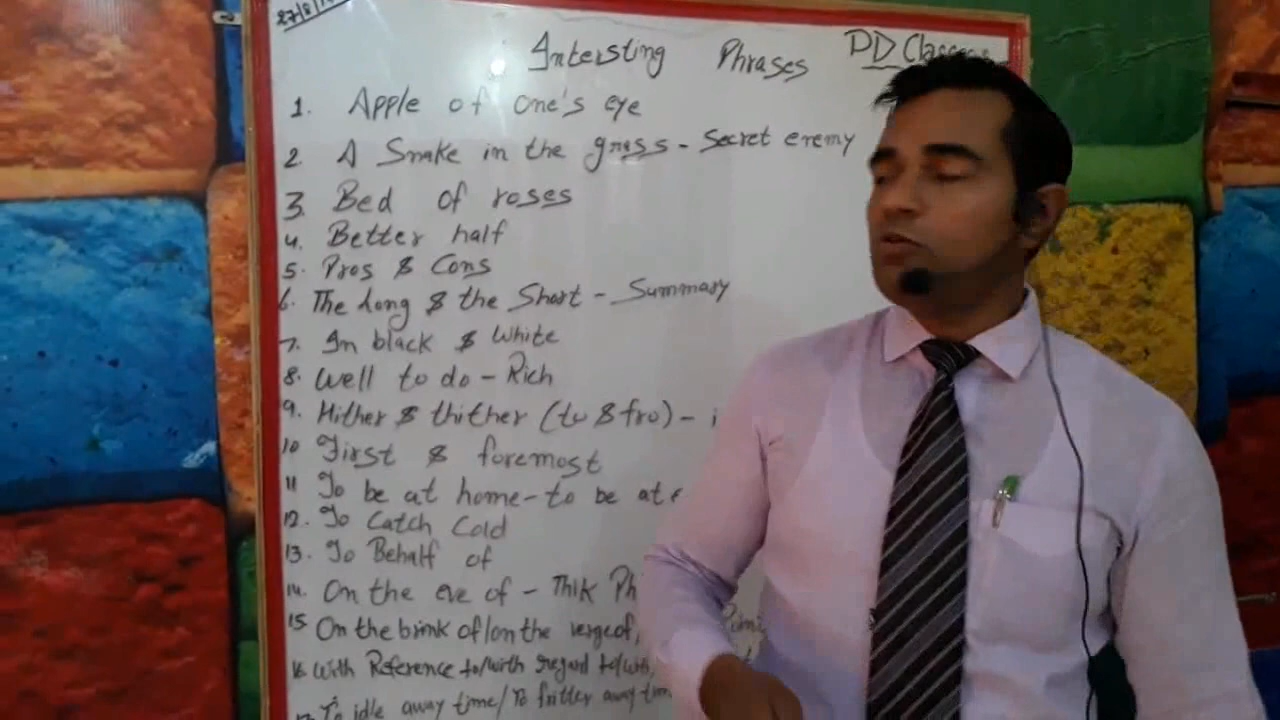 Intersting Phrases PD Classes
1. Apple of one's eye
2. A Snake in the grass - Secret enemy
3. Bed of roses
4. Better half
5. Pros & Cons
6. The Long & the Short - Summary
7. In black & White
8. Well to do - Rich
9. Hither & thither (to & fro) -
10 First & foremost
11 To be at home - to be at
12. To Catch Cold
13. To Behalf of
14. On the eve of - Thik
15 On the brink of/on the verge of,
16 With Reference to/with regard to/
17 To idle away time/To fritter away